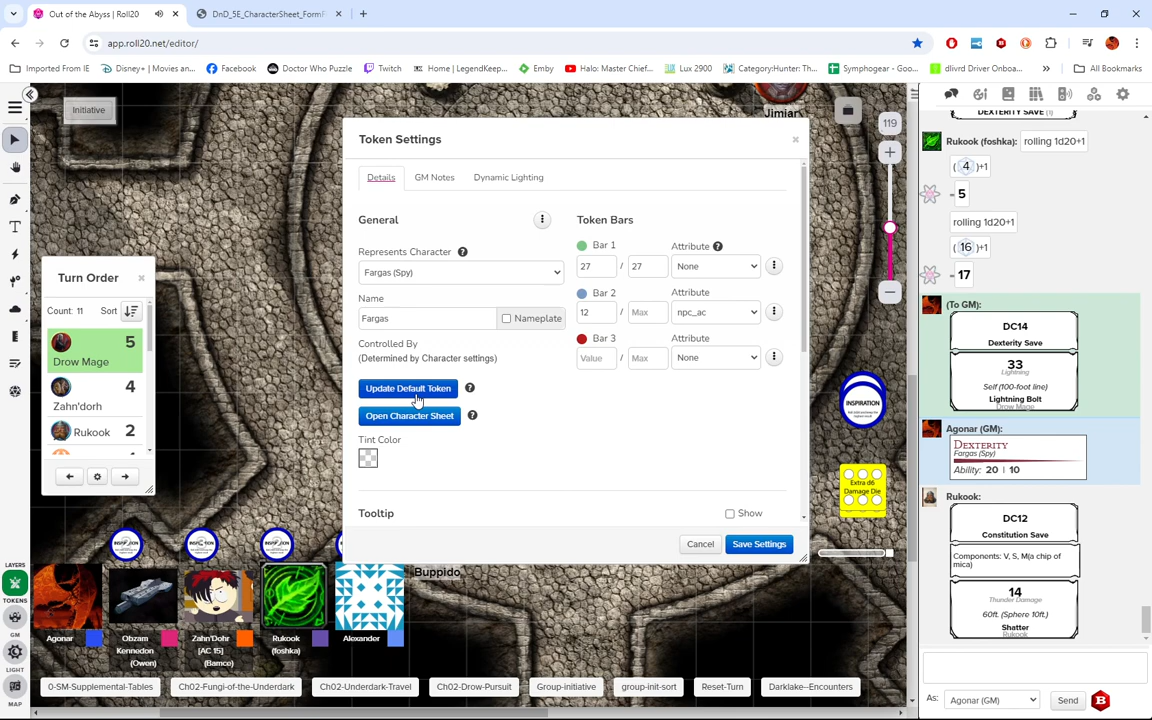 Out of the Abyss | Roll20
DnD_5E_CharacterSheet_FormF
app.roll20.net/editor/
Imported From IE
Disney+ | Movies an...
Facebook
Doctor Who Puzzle
Twitch
Home | LegendKeep...
Emby
Halo: Master Chief...
Lux 2900
Category:Hunter: Th...
Symphogear - Goo...
dlivrd Driver Onboa...
All Bookmarks
Initiative
Jimjar
119
Token Settings
Details
GM Notes
Dynamic Lighting
General
Represents Character
Fargas (Spy)
Name
Fargas
Nameplate
Controlled By
(Determined by Character settings)
Update Default Token
Open Character Sheet
Tint Color
Tooltip
Show
Token Bars
Bar 1
Attribute
27 / 27
None
Bar 2
Attribute
12 / Max
npc_ac
Bar 3
Attribute
Value / Max
None
Cancel
Save Settings
Turn Order
Count: 11
Sort
5
Drow Mage
4
Zahn'dorh
Rukook 2
INSPIRATION
Extra d6
Damage Die
Buppido
LAYERS
TOKENS
GM
LIGHT
MAP
Agonar
Obzam
Kennedon
(Owen)
Zahn'Dohr
[AC 15]
(Bamce)
Rukook
(foshka)
Alexander
0-SM-Supplemental-Tables
Ch02-Fungi-of-the-Underdark
Ch02-Underdark-Travel
Ch02-Drow-Pursuit
Group-initiative
group-init-sort
Reset-Turn
Darklake--Encounters
DEXTERITY SAVE (1)
Rukook (foshka): rolling 1d20+1
(4)+1
=5
rolling 1d20+1
(16)+1
=17
(To GM):
DC14
Dexterity Save
33
Lightning
Self (100-foot line)
Lightning Bolt
Drow Mage
Agonar (GM):
DEXTERITY
Fargas (Spy)
Ability: 20 | 10
Rukook:
DC12
Constitution Save
Components: V, S, M(a chip of
mica)
14
Thunder Damage
60ft. (Sphere 10ft.)
Shatter
Rukook
As:
Agonar (GM)
Send